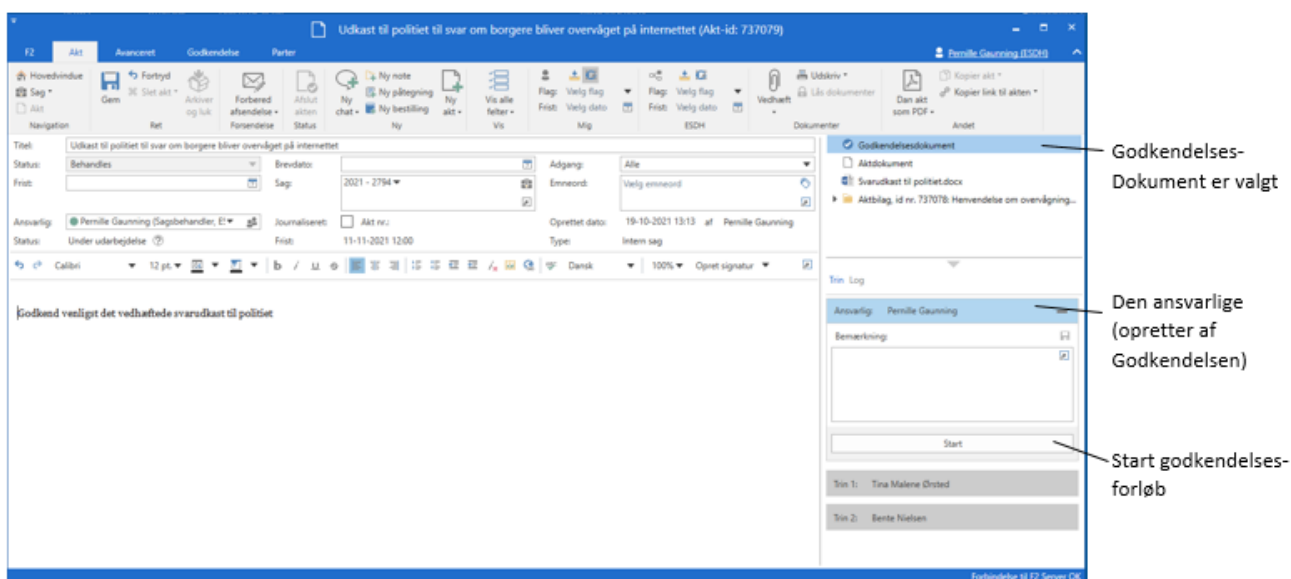 Udkast til politiet til svar om borgere bliver overvåget på internettet (Akt-id: 737079)
F2 Akt Avanceret Godkendelse Parter Pernille Gaunning (ESDH)
Hovedvindue
Sag
Akt
Navigation
Gem
Fortryd
Slet akt
Arkiver og luk
Ret
Forbered afsendelse
Forsendelse
Afslut akten
Status
Ny chat
Ny note
Ny påtegning
Ny bestilling
Ny akt
Ny
Vis alle felter
Vis
Flag: Vælg flag
Frist: Vælg dato
Mig
Flag: Vælg flag
Frist: Vælg dato
ESDH
Vedhæft
Udskriv
Lås dokumenter
Dokumenter
Dan akt som PDF
Kopier akt
Kopier link til akten
Andet
Titel: Udkast til politiet til svar om borgere bliver overvåget på internettet
Status: Behandles Brevdato: Adgang: Alle
Frist: Sag: 2021 - 2794 Emneord: Vælg emneord
Ansvarlig: Pernille Gaunning (Sagsbehandler, E! Journaliseret: Akt nr.: Oprettet dato: 19-10-2021 13:13 af Pernille Gaunning
Status: Under udarbejdelse Frist: 11-11-2021 12:00 Type: Intern sag
Calibri 12 pt. b / u Dansk 100% Opret signatur
Godkend venligst det vedhæftede svarudkast til politiet
Godkendelsesdokument
Aktdokument
Svarudkast til politiet.docx
Aktbilag, id nr. 737078: Henvendelse om overvågning...
Trin Log
Ansvarlig: Pernille Gaunning
Bemærkning:
Start
Trin 1: Tina Malene Ørsted
Trin 2: Bente Nielsen
Forbindelse til F2 Server OK
Godkendelses-
Dokument er valgt
Den ansvarlige
(opretter af
Godkendelsen)
Start godkendelses-
forløb